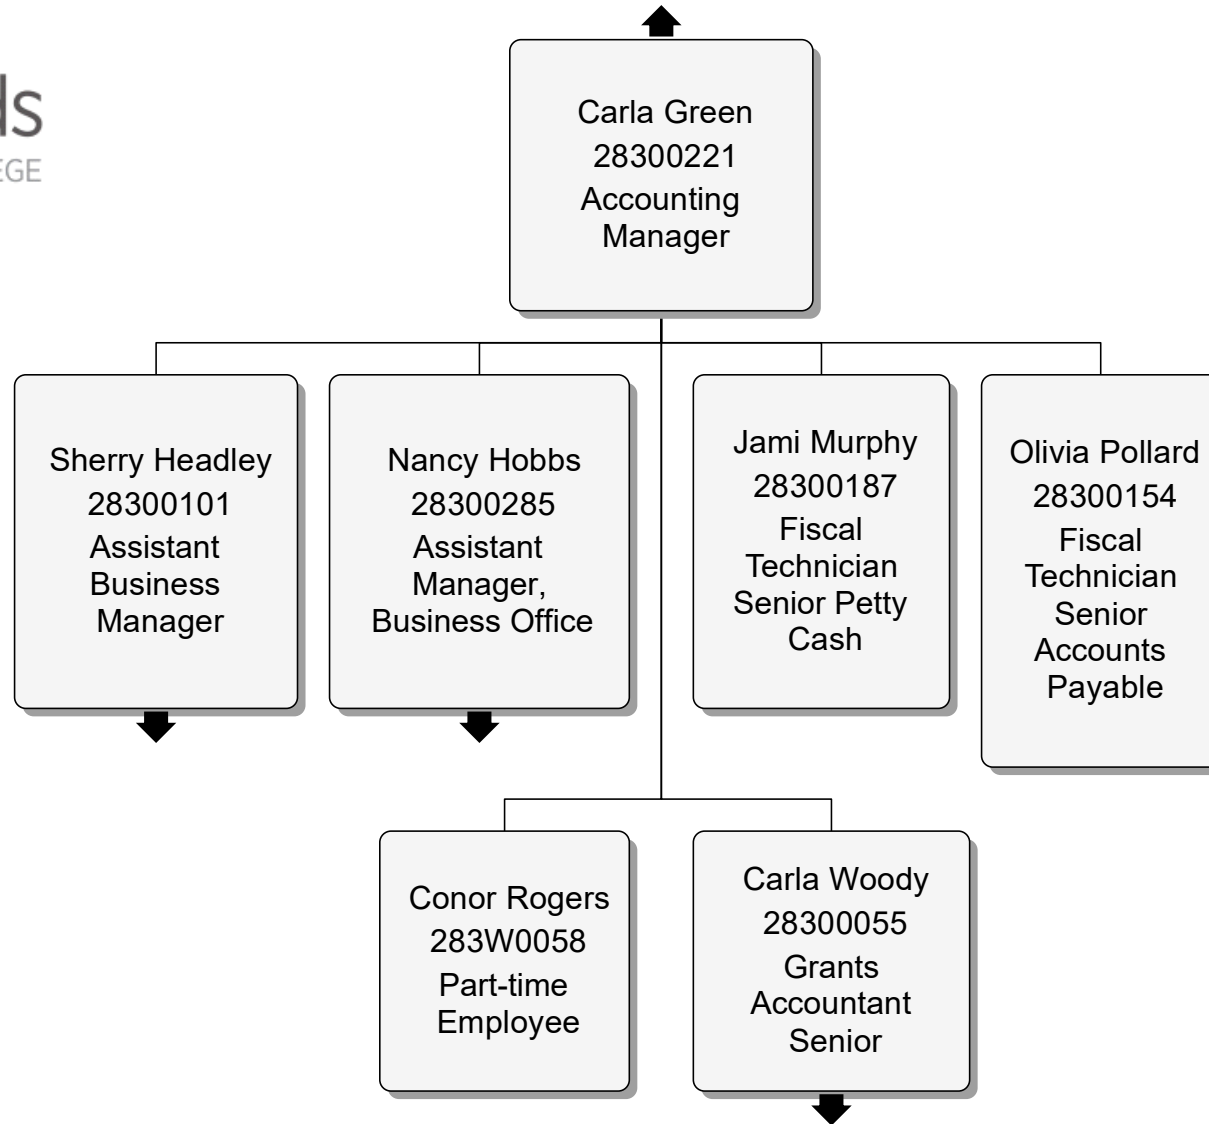 ds
EGE
Carla Green
28300221
Accounting
Manager
Sherry Headley
28300101
Assistant
Business
Manager
Nancy Hobbs
28300285
Assistant
Manager,
Business Office
Jami Murphy
28300187
Fiscal
Technician
Senior Petty
Cash
Olivia Pollard
28300154
Fiscal
Technician
Senior
Accounts
Payable
Conor Rogers
283W0058
Part-time
Employee
Carla Woody
28300055
Grants
Accountant
Senior